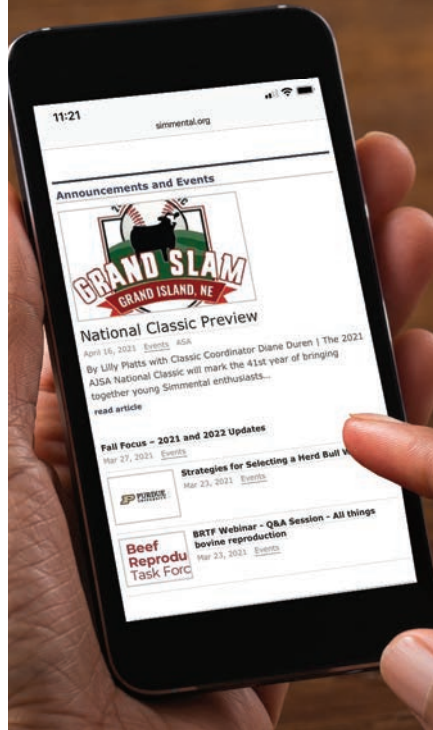 11:21
simmental.org
Announcements and Events
GRAND SLAM
GRAND ISLAND, NE
National Classic Preview
April 16, 2021 Events ASA
By Lilly Platts with Classic Coordinator Diane Duren | The 2021
AJSA National Classic will mark the 41st year of bringing
together young Simmental enthusiasts...
read article
Fall Focus – 2021 and 2022 Updates
Mar 27, 2021 Events
PURDUE
UNIVERSITY
Strategies for Selecting a Herd Bull
Mar 23, 2021 Events
Beef
Reprodu
Task Forc
BRTF Webinar - Q&A Session - All things
bovine reproduction
Mar 23, 2021 Events